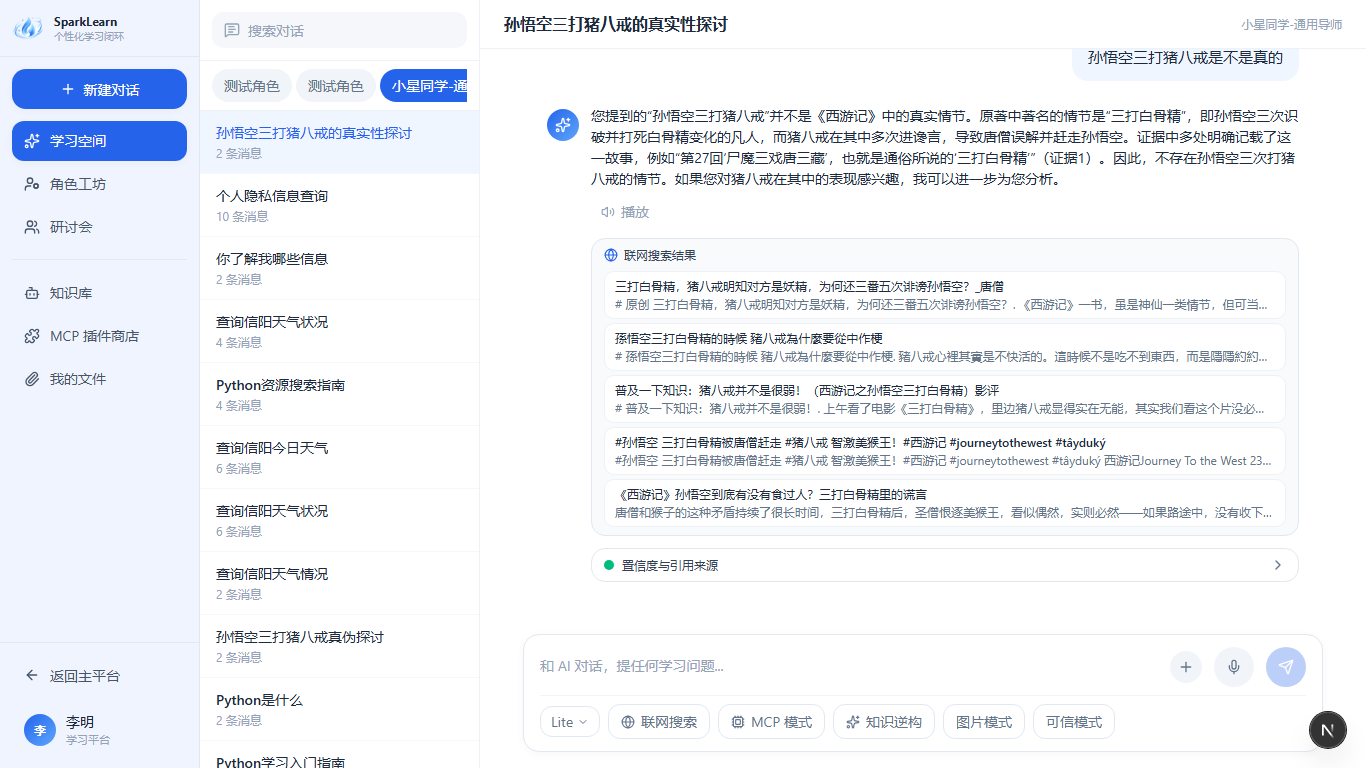 SparkLearn
个性化学习闭环
新建对话
学习空间
角色工坊
研讨会
知识库
MCP 插件商店
我的文件
返回主平台
李
李明
学习平台
搜索对话
测试角色
测试角色
小星同学-通
孙悟空三打猪八戒的真实性探讨
2 条消息
个人隐私信息查询
10 条消息
你了解我哪些信息
2 条消息
查询信阳天气状况
4 条消息
Python资源搜索指南
4 条消息
查询信阳今日天气
6 条消息
查询信阳天气状况
6 条消息
查询信阳天气情况
2 条消息
孙悟空三打猪八戒真伪探讨
2 条消息
Python是什么
2 条消息
Python学习入门指南
孙悟空三打猪八戒的真实性探讨
小星同学-通用导师
孙悟空三打猪八戒是不是真的
您提到的“孙悟空三打猪八戒”并不是《西游记》中的真实情节。原著中著名的情节是“三打白骨精”，即孙悟空三次识
破并打死白骨精变化的凡人，而猪八戒在其中多次进谗言，导致唐僧误解并赶走孙悟空。证据中多处明确记载了这
一故事，例如“第27回‘尸魔三戏唐三藏’，也就是通俗所说的‘三打白骨精’”（证据1）。因此，不存在孙悟空三次打猪
八戒的情节。如果您对猪八戒在其中的表现感兴趣，我可以进一步为您分析。
播放
联网搜索结果
三打白骨精，猪八戒明知对方是妖精，为何还三番五次诽谤孙悟空？_唐僧
# 原创 三打白骨精，猪八戒明知对方是妖精，为何还三番五次诽谤孙悟空？. 《西游记》一书，虽是神仙一类情节，但可当...
孫悟空三打白骨精的時候 豬八戒為什麼要從中作梗
# 孫悟空三打白骨精的時候 豬八戒為什麼要從中作梗. 豬八戒心裡其實是不快活的。這時候不是吃不到東西，而是隱隱約約...
普及一下知识：猪八戒并不是很弱！（西游记之孙悟空三打白骨精）影评
# 普及一下知识：猪八戒并不是很弱！. 上午看了电影《三打白骨精》，里边猪八戒显得实在无能，其实我们看这个片没必...
#孙悟空 三打白骨精被唐僧赶走 #猪八戒 智激美猴王！#西游记 #journeytothewest #tâyduký
#孙悟空 三打白骨精被唐僧赶走 #猪八戒 智激美猴王！#西游记 #journeytothewest #tâyduký 西游记Journey To the West 23...
《西游记》孙悟空到底有没有食过人？三打白骨精里的谎言
唐僧和猴子的这种矛盾持续了很长时间，三打白骨精后，圣僧恨逐美猴王，看似偶然，实则必然——如果路途中，没有收下...
置信度与引用来源
和 AI 对话，提任何学习问题...
Lite
联网搜索
MCP 模式
知识逆构
图片模式
可信模式
N